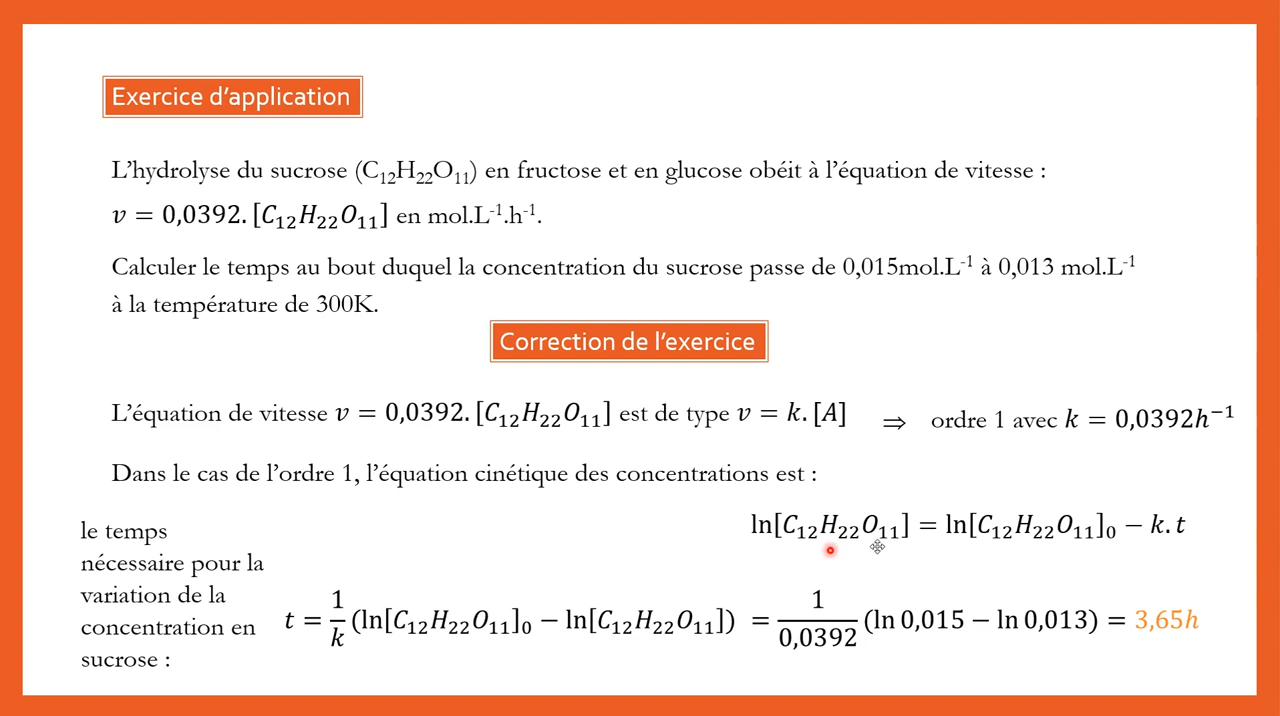 Exercice d'application
L'hydrolyse du sucrose (C₁₂H₂₂O₁₁) en fructose et en glucose obéit à l'équation de vitesse :
v = 0,0392. [C₁₂H₂₂O₁₁] en mol.L⁻¹.h⁻¹.
Calculer le temps au bout duquel la concentration du sucrose passe de 0,015mol.L⁻¹ à 0,013 mol.L⁻¹
à la température de 300K.
Correction de l'exercice
L'équation de vitesse v = 0,0392. [C₁₂H₂₂O₁₁] est de type v = k. [A] ⇒ ordre 1 avec k = 0,0392h⁻¹
Dans le cas de l'ordre 1, l'équation cinétique des concentrations est :
ln[C₁₂H₂₂O₁₁] = ln[C₁₂H₂₂O₁₁]₀ − k. t
le temps
nécessaire pour la
variation de la
concentration en
sucrose :
t = 1/k (ln[C₁₂H₂₂O₁₁]₀ − ln[C₁₂H₂₂O₁₁]) = 1/0,0392 (ln 0,015 − ln 0,013) = 3,65h